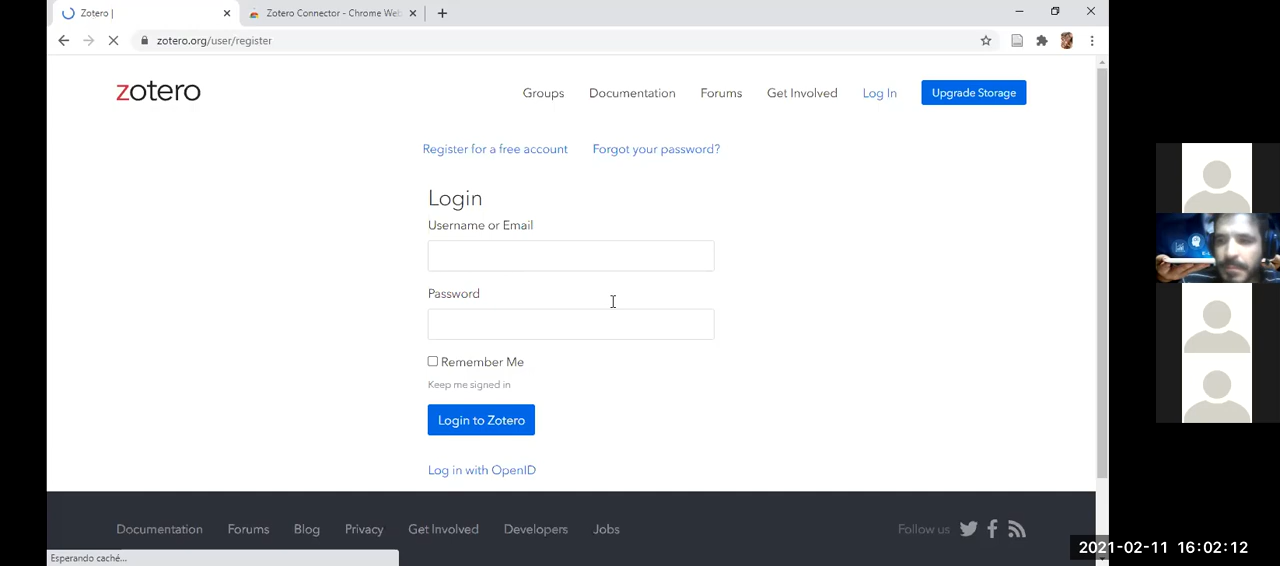 Zotero |
Zotero Connector - Chrome Web
zotero.org/user/register
zotero
Groups
Documentation
Forums
Get Involved
Log In
Upgrade Storage
Register for a free account
Forgot your password?
Login
Username or Email
Password
Remember Me
Keep me signed in
Login to Zotero
Log in with OpenID
Documentation
Forums
Blog
Privacy
Get Involved
Developers
Jobs
Follow us
Esperando caché...
2021-02-11 16:02:12